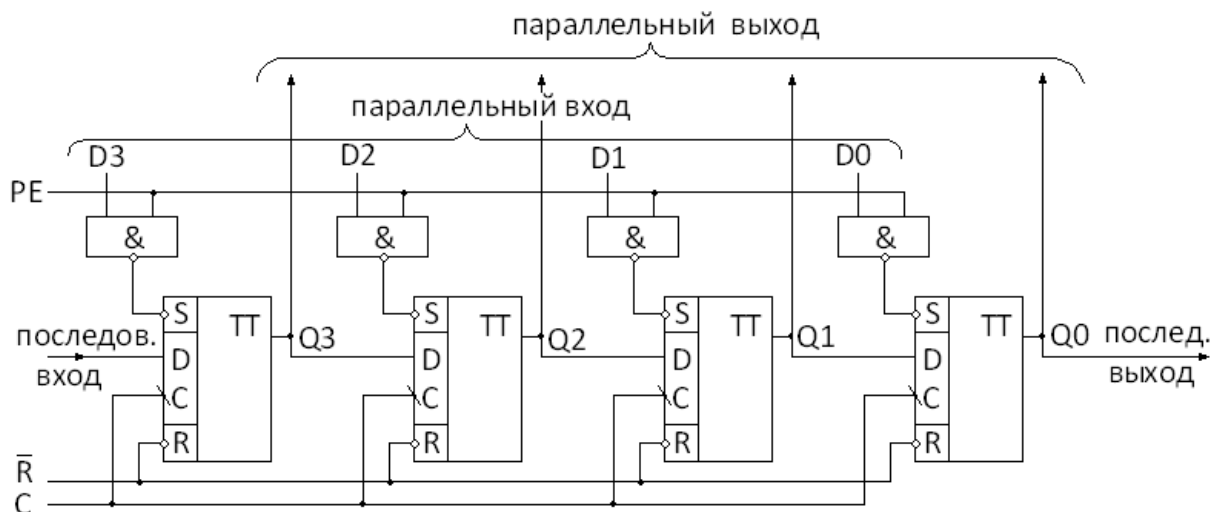 параллельный выход
параллельный вход
D3 D2 D1 D0
PE
& & & &
S TT S TT S TT S TT
последов. Q3 Q2 Q1 Q0 послед.
D D D D
вход выход
C C C C
R R R R
R̅
C